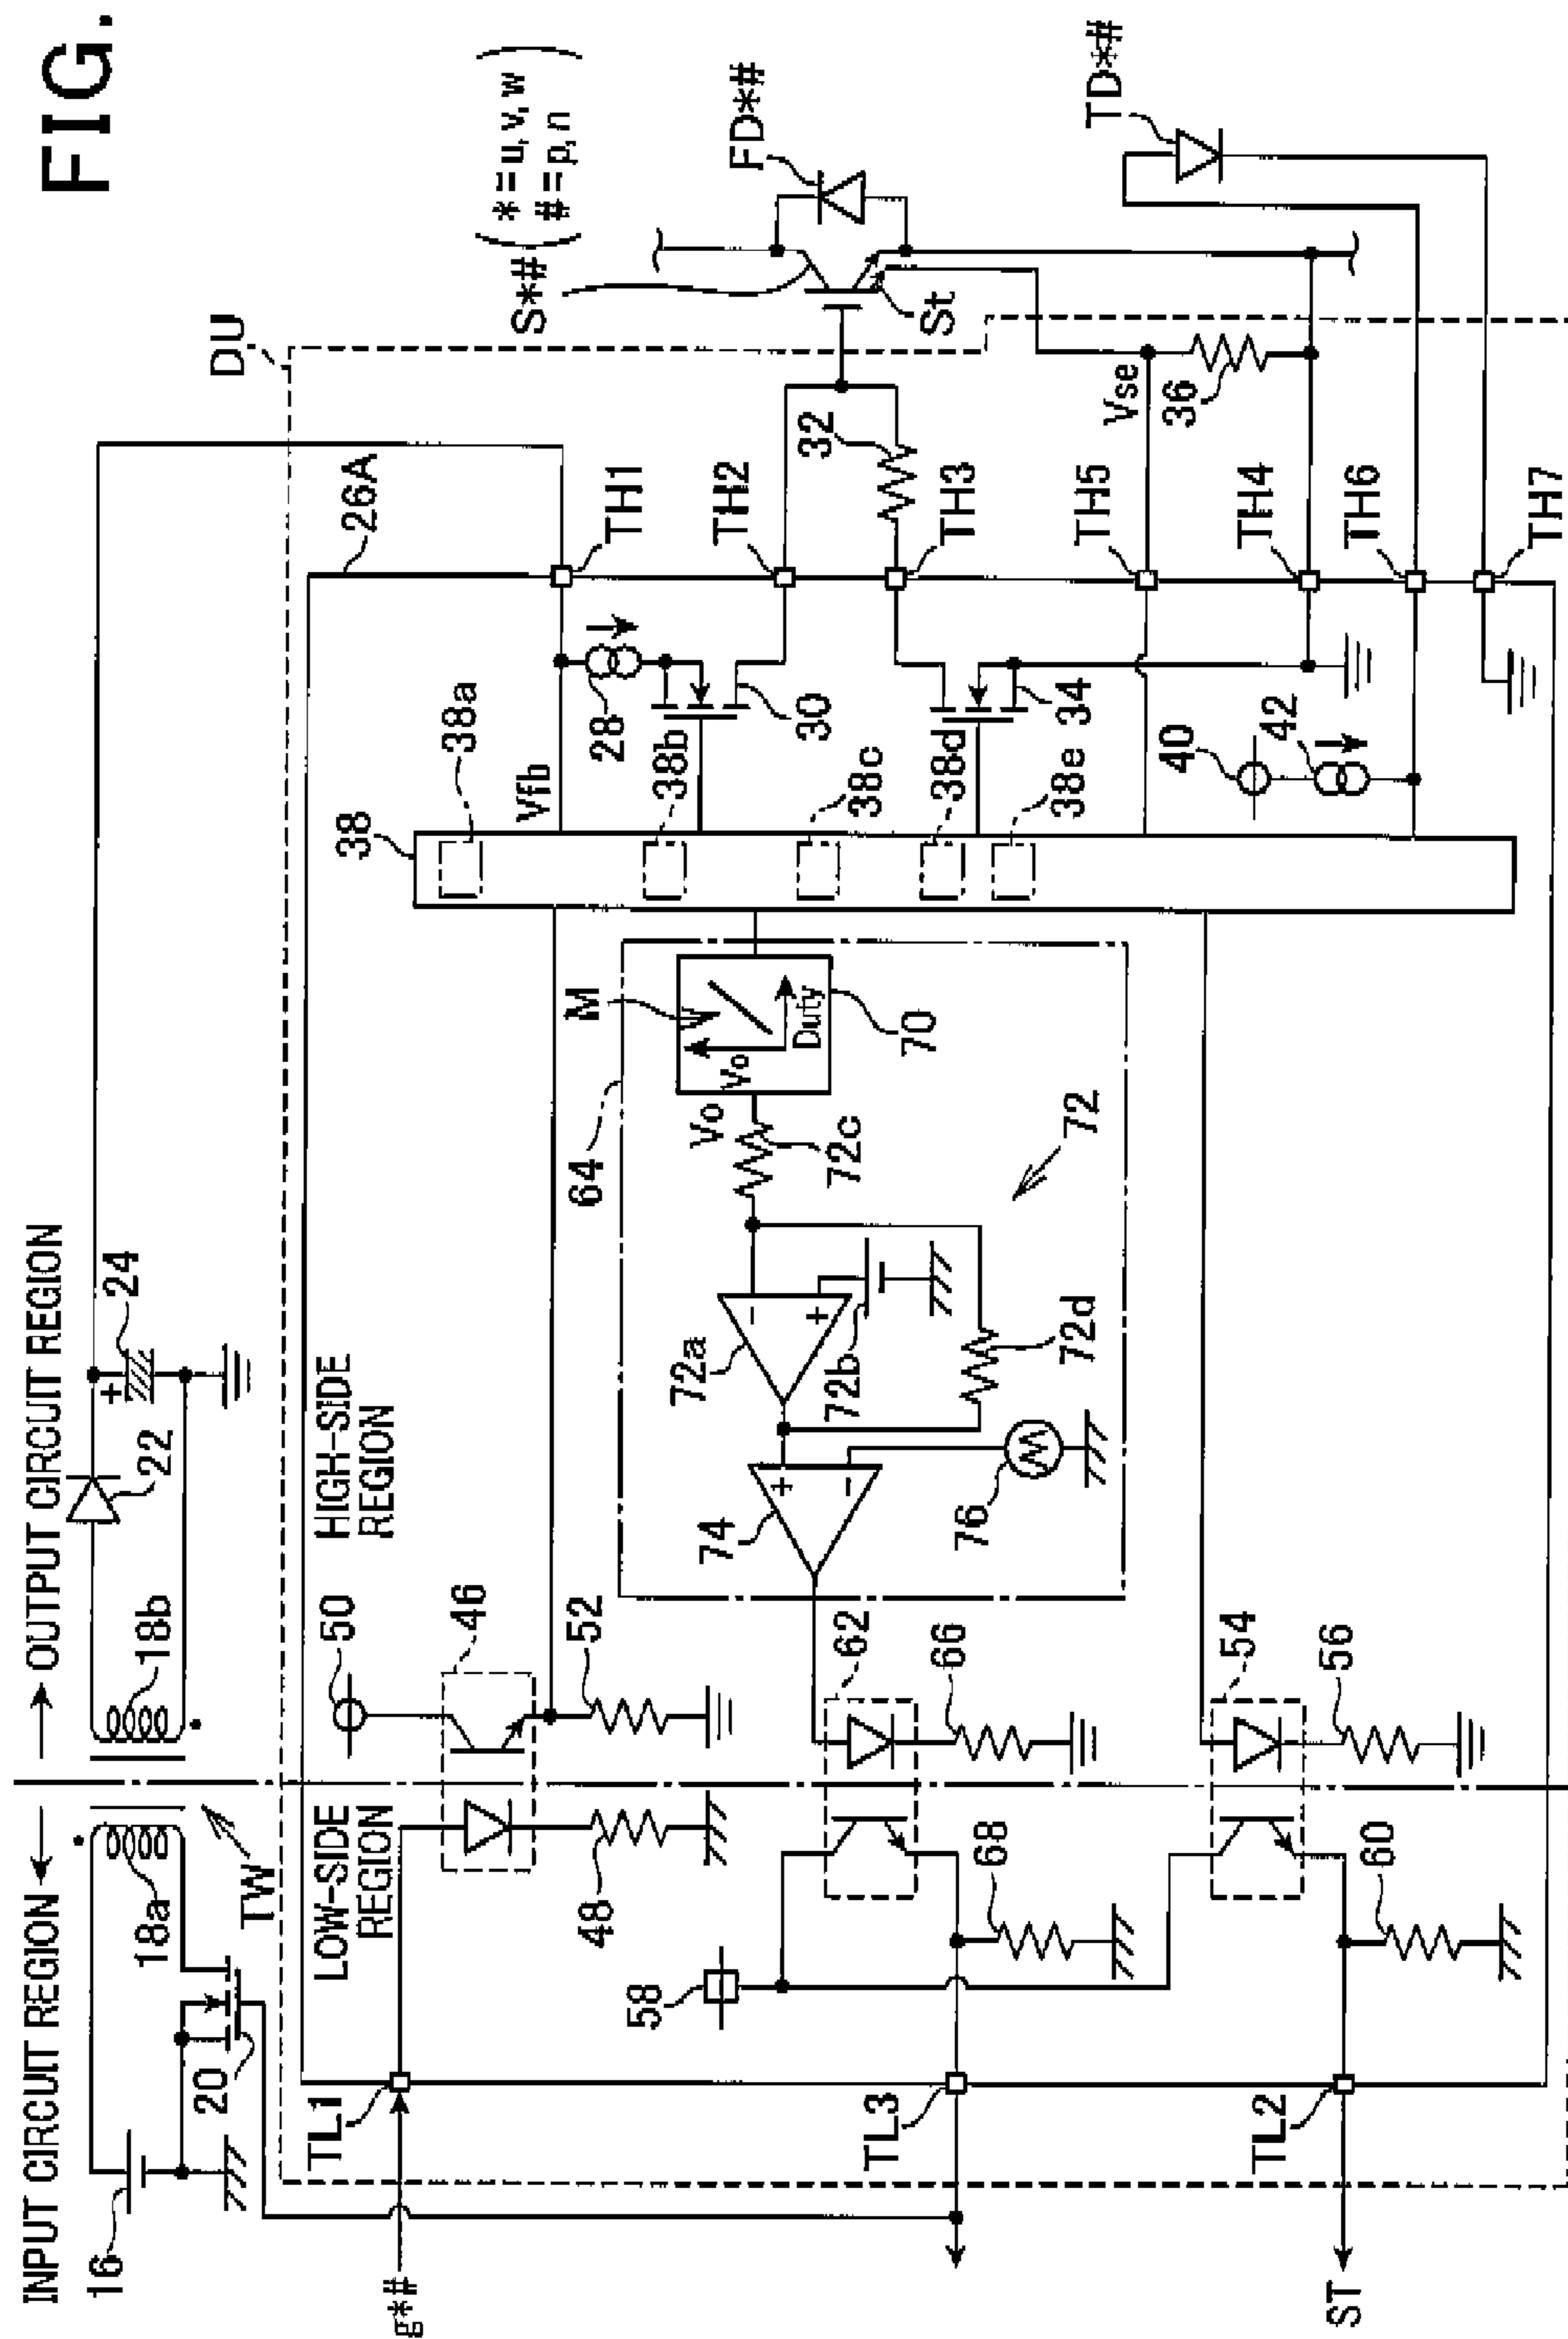 FIG.
INPUT CIRCUIT REGION
OUTPUT CIRCUIT REGION
16
18a
18b
20
TW
22
24
DU
S*#
(*=u,v,w
#=p,n)
FD*#
TD*#
St
LOW-SIDE
REGION
HIGH-SIDE
REGION
26A
TL1
g*#
46
48
50
52
38
38a
38b
38c
38d
38e
Vfb
28
30
34
TH1
TH2
TH3
TH5
TH4
TH6
TH7
32
Vse
36
40
42
64
M
V
Vo
Duty
70
Vo
72c
72
72a
72b
72d
74
76
-
+
+
-
+
62
66
68
58
TL3
54
56
60
TL2
ST